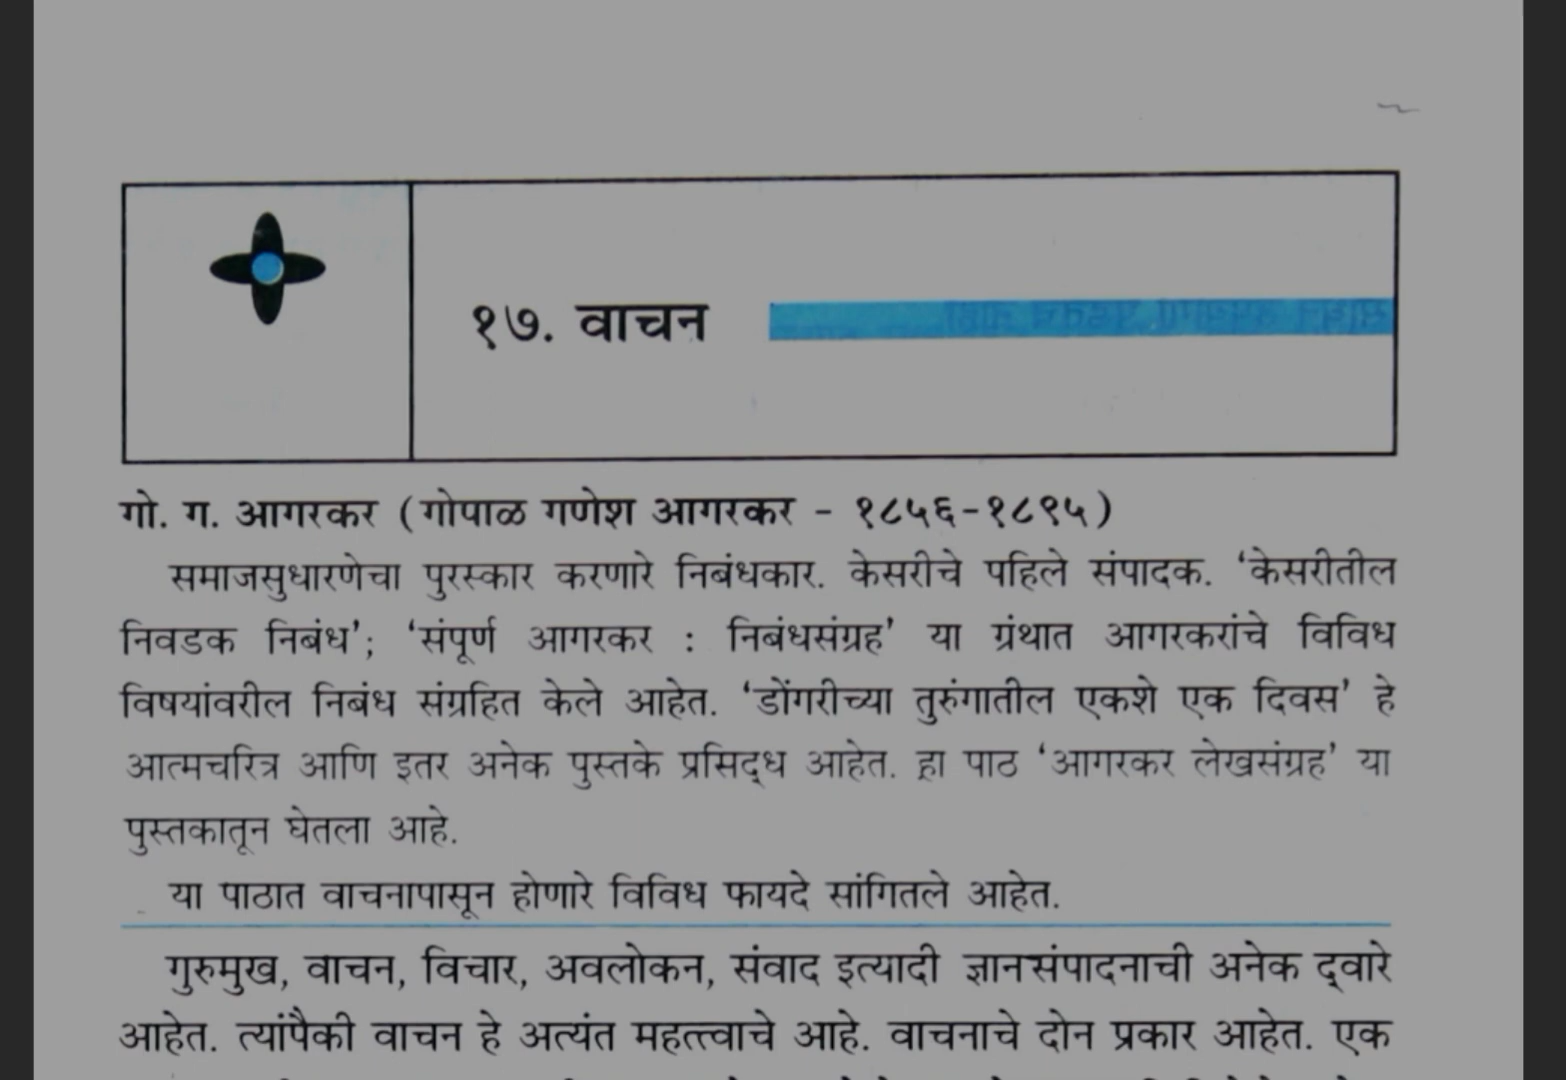 १७. वाचन
गो. ग. आगरकर (गोपाळ गणेश आगरकर - १८५६-१८९५)
समाजसुधारणेचा पुरस्कार करणारे निबंधकार. केसरीचे पहिले संपादक. ‘केसरीतील
निवडक निबंध’; ‘संपूर्ण आगरकर : निबंधसंग्रह’ या ग्रंथात आगरकरांचे विविध
विषयांवरील निबंध संग्रहित केले आहेत. ‘डोंगरीच्या तुरुंगातील एकशे एक दिवस’ हे
आत्मचरित्र आणि इतर अनेक पुस्तके प्रसिद्ध आहेत. हा पाठ ‘आगरकर लेखसंग्रह’ या
पुस्तकातून घेतला आहे.
या पाठात वाचनापासून होणारे विविध फायदे सांगितले आहेत.
गुरुमुख, वाचन, विचार, अवलोकन, संवाद इत्यादी ज्ञानसंपादनाची अनेक द्वारे
आहेत. त्यांपैकी वाचन हे अत्यंत महत्त्वाचे आहे. वाचनाचे दोन प्रकार आहेत. एक